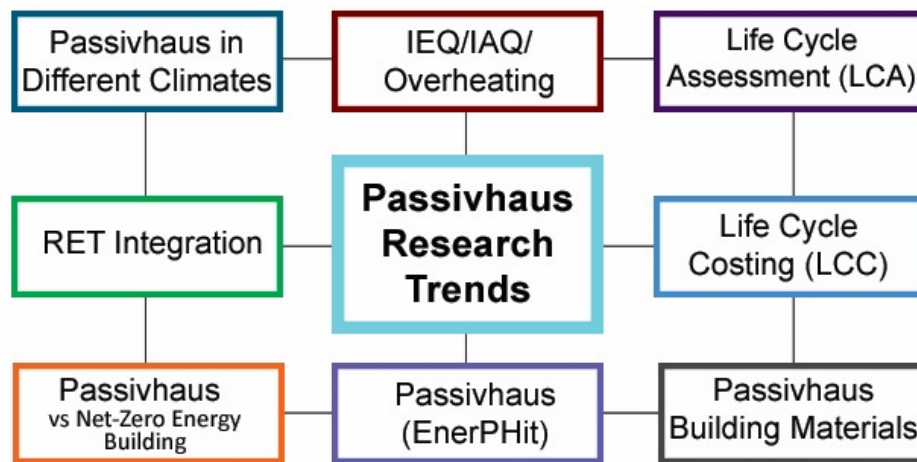 Passivhaus in
Different Climates
IEQ/IAQ/
Overheating
Life Cycle
Assessment (LCA)
RET Integration
Passivhaus
Research
Trends
Life Cycle
Costing (LCC)
Passivhaus
vs Net-Zero Energy
Building
Passivhaus
(EnerPHit)
Passivhaus
Building Materials